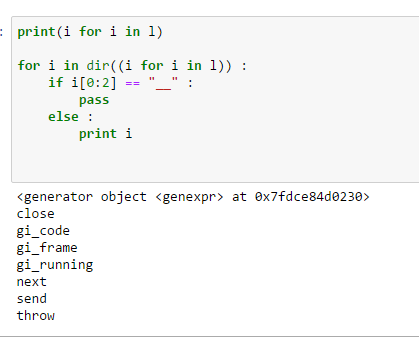 :
print(i for i in l)
for i in dir((i for i in l)) :
    if i[0:2] == "__" :
        pass
    else :
        print i
<generator object <genexpr> at 0x7fdce84d0230>
close
gi_code
gi_frame
gi_running
next
send
throw